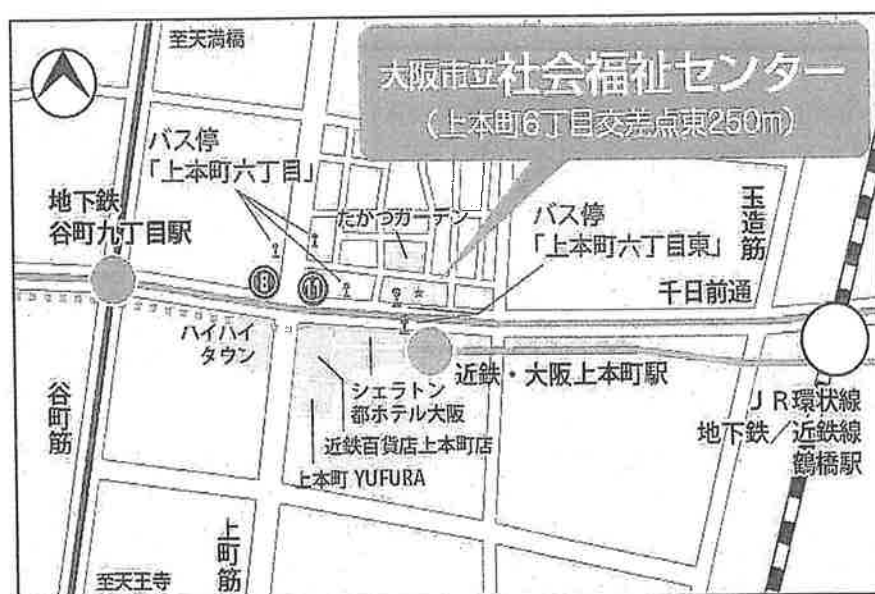 至天満橋
大阪市立社会福祉センター
(上本町6丁目交差点東250m)
バス停
「上本町六丁目」
地下鉄
谷町九丁目駅
たかつガーデン
バス停
「上本町六丁目東」
玉造筋
⑧
⑪
千日前通
ハイハイ
タウン
シェラトン
都ホテル大阪
近鉄・大阪上本町駅
近鉄百貨店上本町店
上本町 YUFURA
JR環状線
地下鉄/近鉄線
鶴橋駅
谷町筋
上町筋
至天王寺